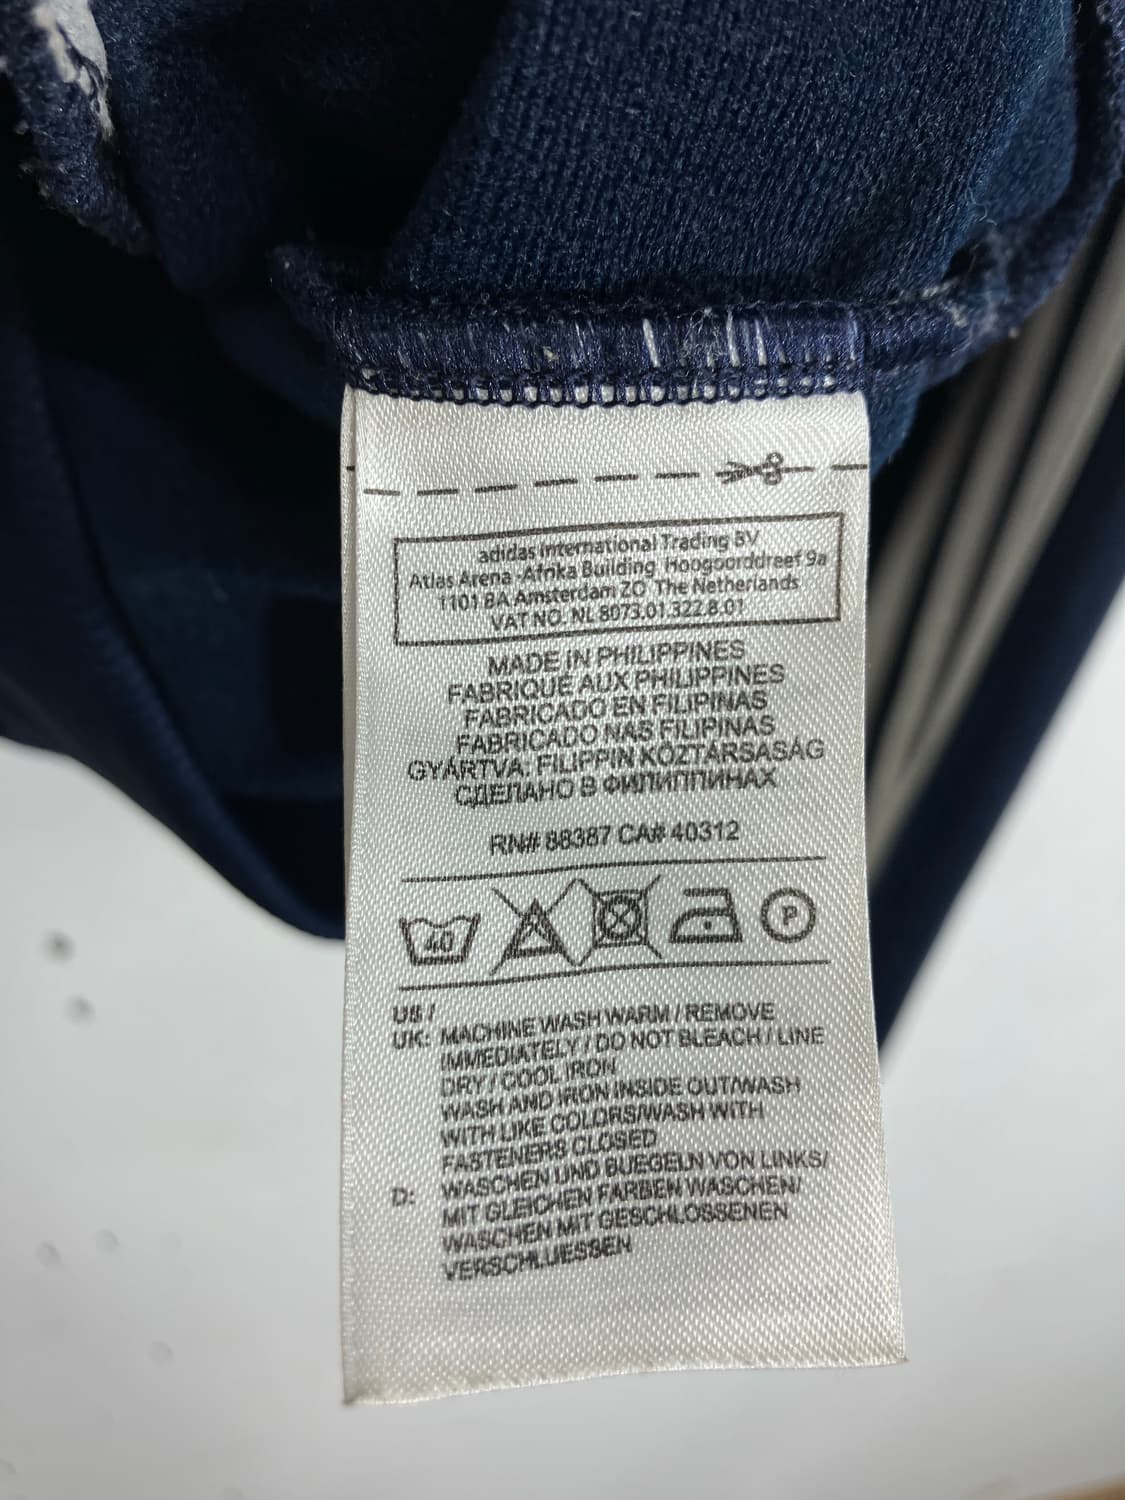 adidas International Trading BV
Atlas Arena -Afrika Building Hoogoorddreef 9a
1101 BA Amsterdam ZO The Netherlands
VAT NO. NL 8073.01.322.B.01
MADE IN PHILIPPINES
FABRIQUÉ AUX PHILIPPINES
FABRICADO EN FILIPINAS
FABRICADO NAS FILIPINAS
GYÁRTVA: FILIPPIN KÖZTÁRSASÁG
СДЕЛАНО В ФИЛИППИНАХ
RN# 88387 CA# 40312
40 P
US /
UK: MACHINE WASH WARM / REMOVE
IMMEDIATELY / DO NOT BLEACH / LINE
DRY / COOL IRON
WASH AND IRON INSIDE OUT/WASH
WITH LIKE COLORS/WASH WITH
FASTENERS CLOSED
D: WASCHEN UND BUEGELN VON LINKS/
MIT GLEICHEN FARBEN WASCHEN/
WASCHEN MIT GESCHLOSSENEN
VERSCHLUESSEN